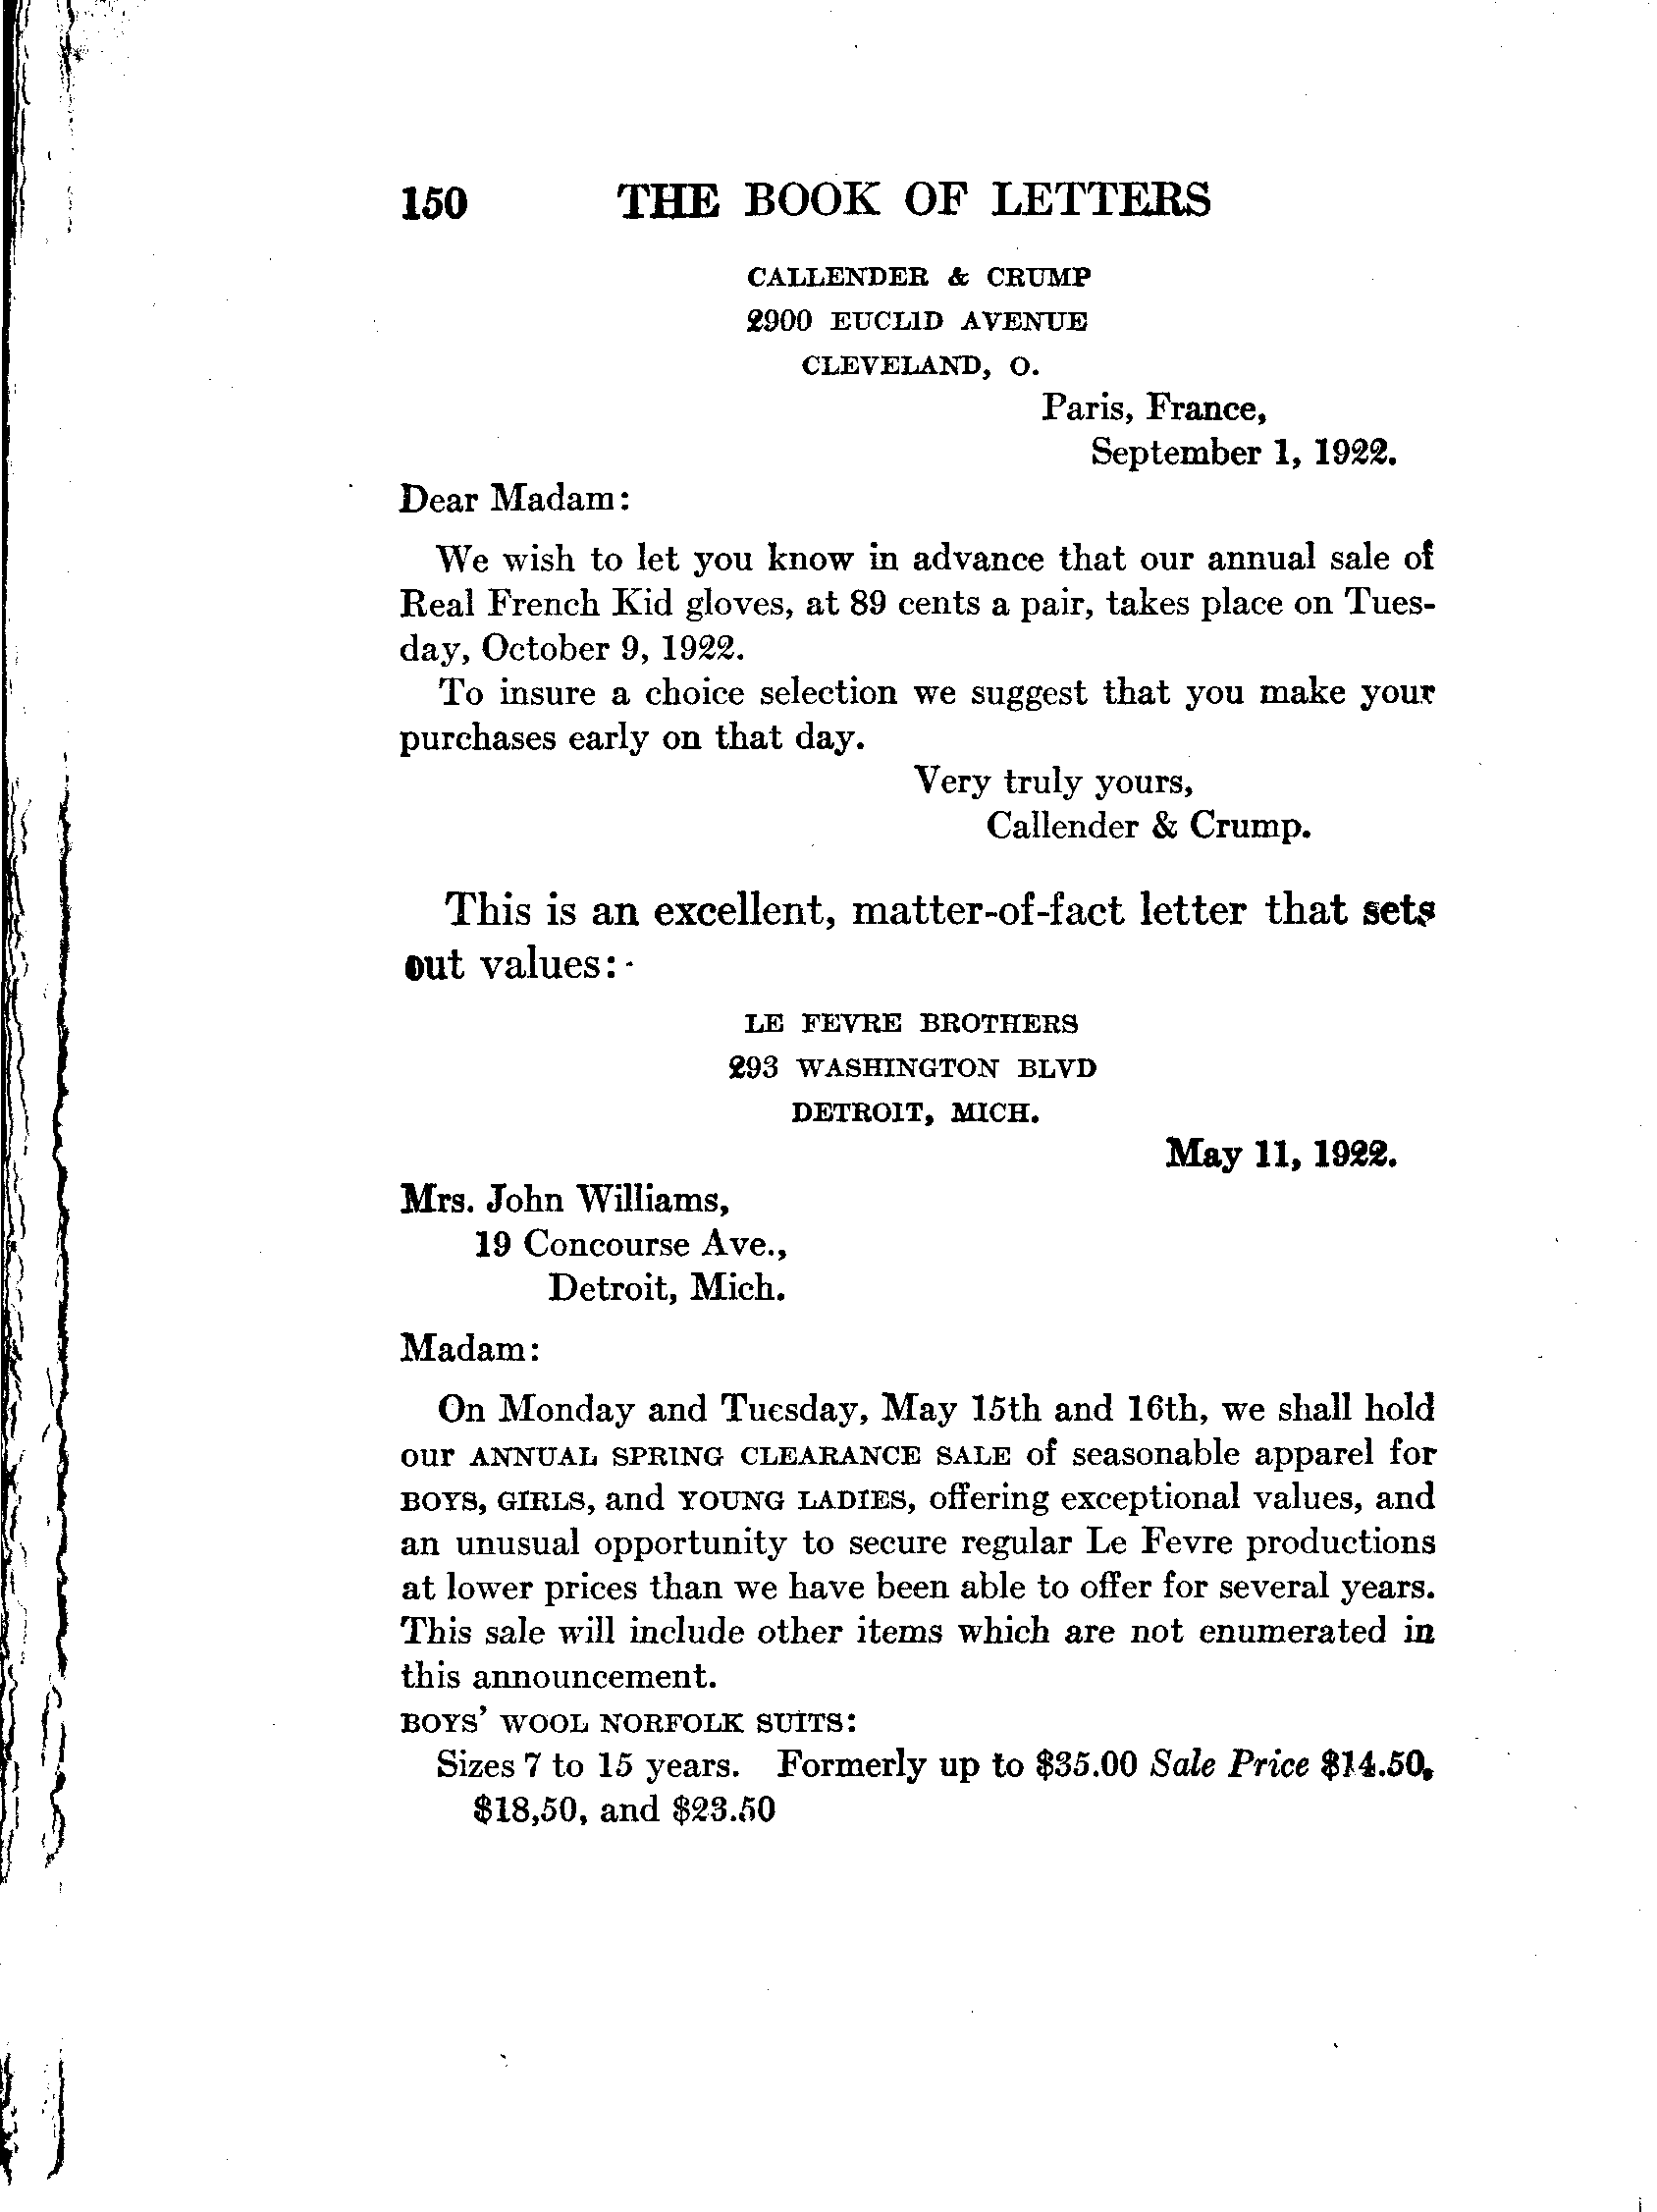 150 THE BOOK OF LETTERS
CALLENDER & CRUMP
2900 EUCLID AVENUE
CLEVELAND, O.
Paris, France,
September 1, 1922.
Dear Madam:
We wish to let you know in advance that our annual sale of
Real French Kid gloves, at 89 cents a pair, takes place on Tues-
day, October 9, 1922.
To insure a choice selection we suggest that you make your
purchases early on that day.
Very truly yours,
Callender & Crump.
This is an excellent, matter-of-fact letter that sets
out values:
LE FEVRE BROTHERS
293 WASHINGTON BLVD
DETROIT, MICH.
May 11, 1922.
Mrs. John Williams,
19 Concourse Ave.,
Detroit, Mich.
Madam:
On Monday and Tuesday, May 15th and 16th, we shall hold
our ANNUAL SPRING CLEARANCE SALE of seasonable apparel for
BOYS, GIRLS, and YOUNG LADIES, offering exceptional values, and
an unusual opportunity to secure regular Le Fevre productions
at lower prices than we have been able to offer for several years.
This sale will include other items which are not enumerated in
this announcement.
BOYS' WOOL NORFOLK SUITS:
Sizes 7 to 15 years. Formerly up to $35.00 Sale Price $14.50,
$18,50, and $23.50